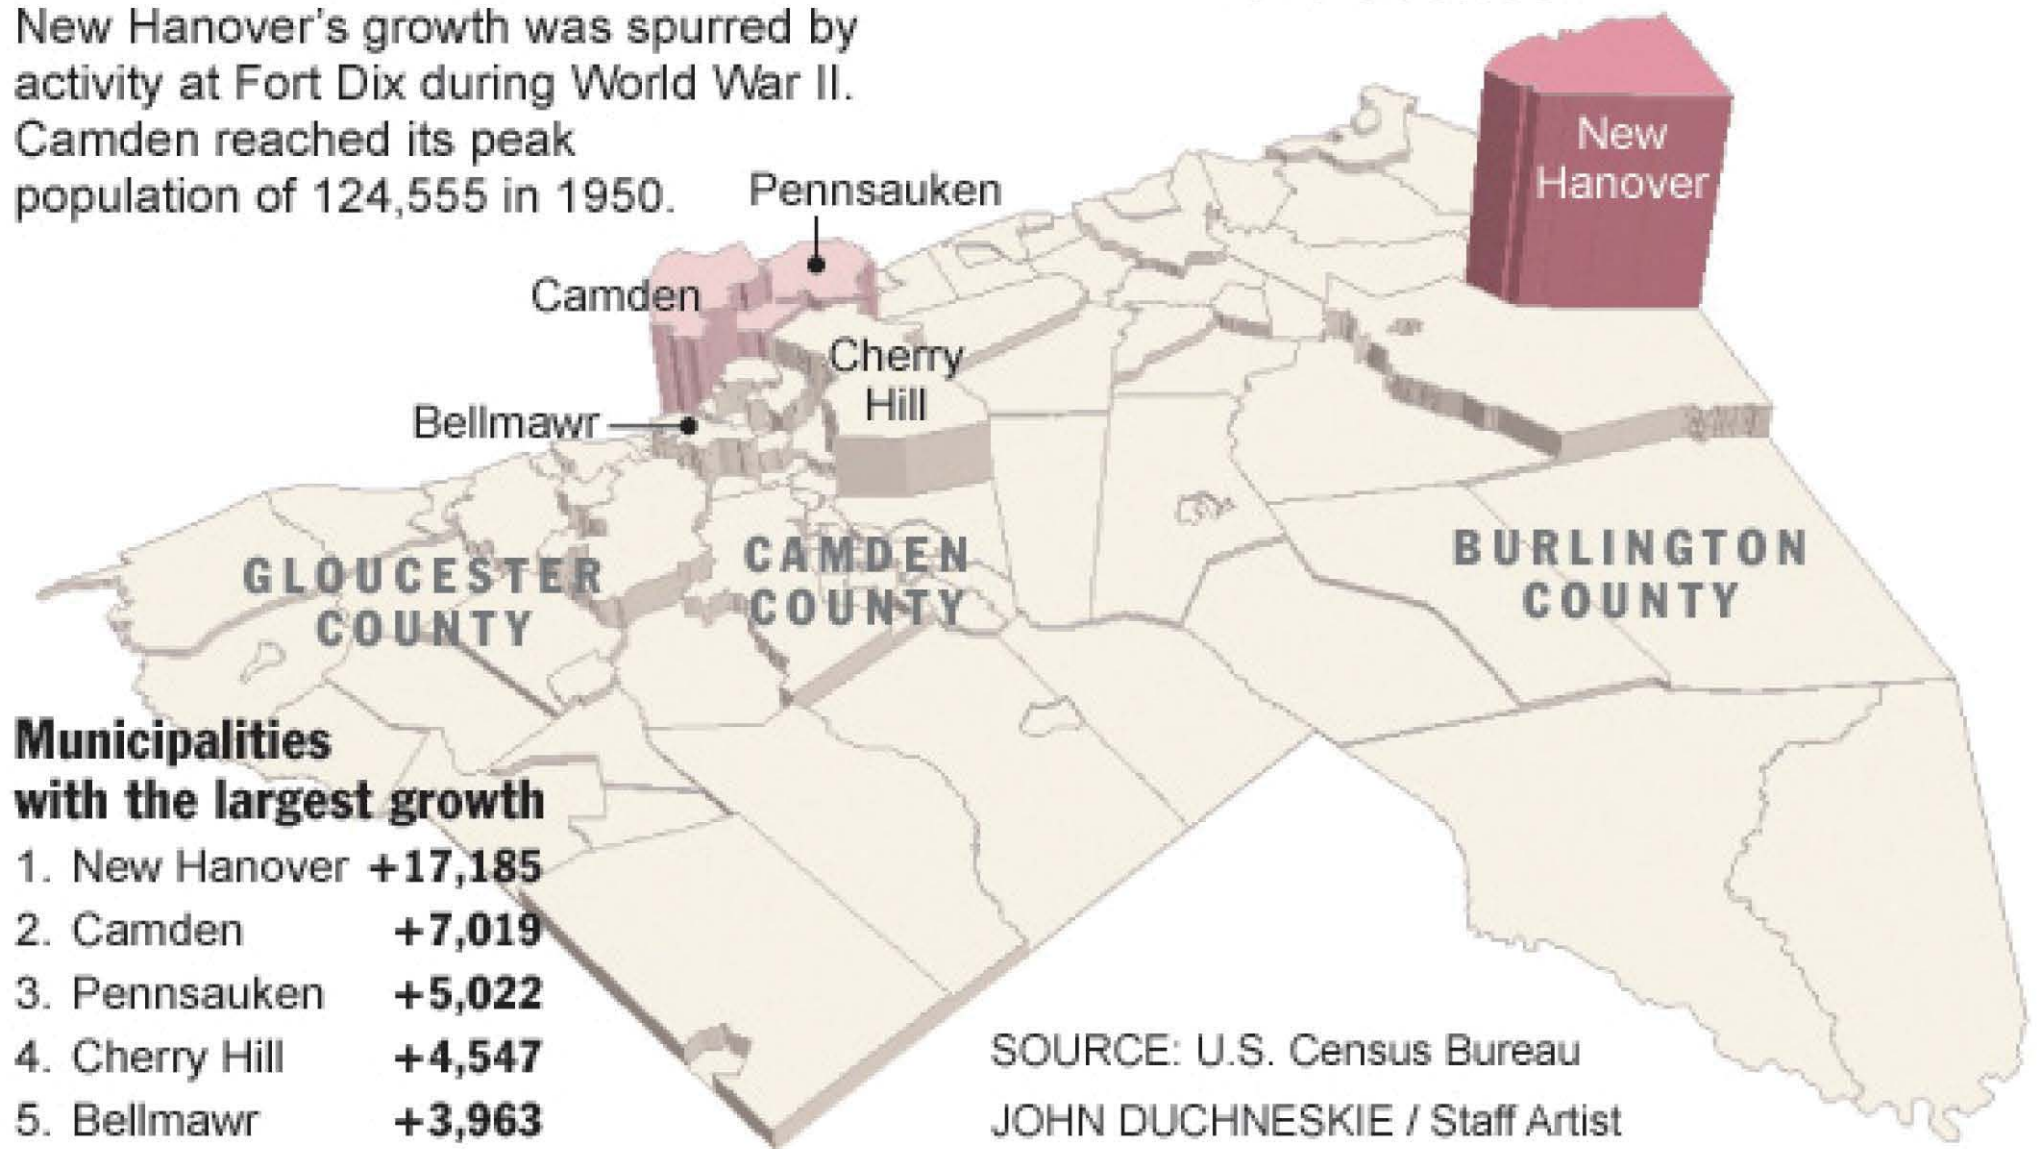 New Hanover's growth was spurred by
activity at Fort Dix during World War II.
Camden reached its peak
population of 124,555 in 1950.
Pennsauken
New
Hanover
Camden
Cherry
Hill
Bellmawr
GLOUCESTER
COUNTY
CAMDEN
COUNTY
BURLINGTON
COUNTY
Municipalities
with the largest growth
1. New Hanover +17,185
2. Camden +7,019
3. Pennsauken +5,022
4. Cherry Hill +4,547
5. Bellmawr +3,963
SOURCE: U.S. Census Bureau
JOHN DUCHNESKIE / Staff Artist